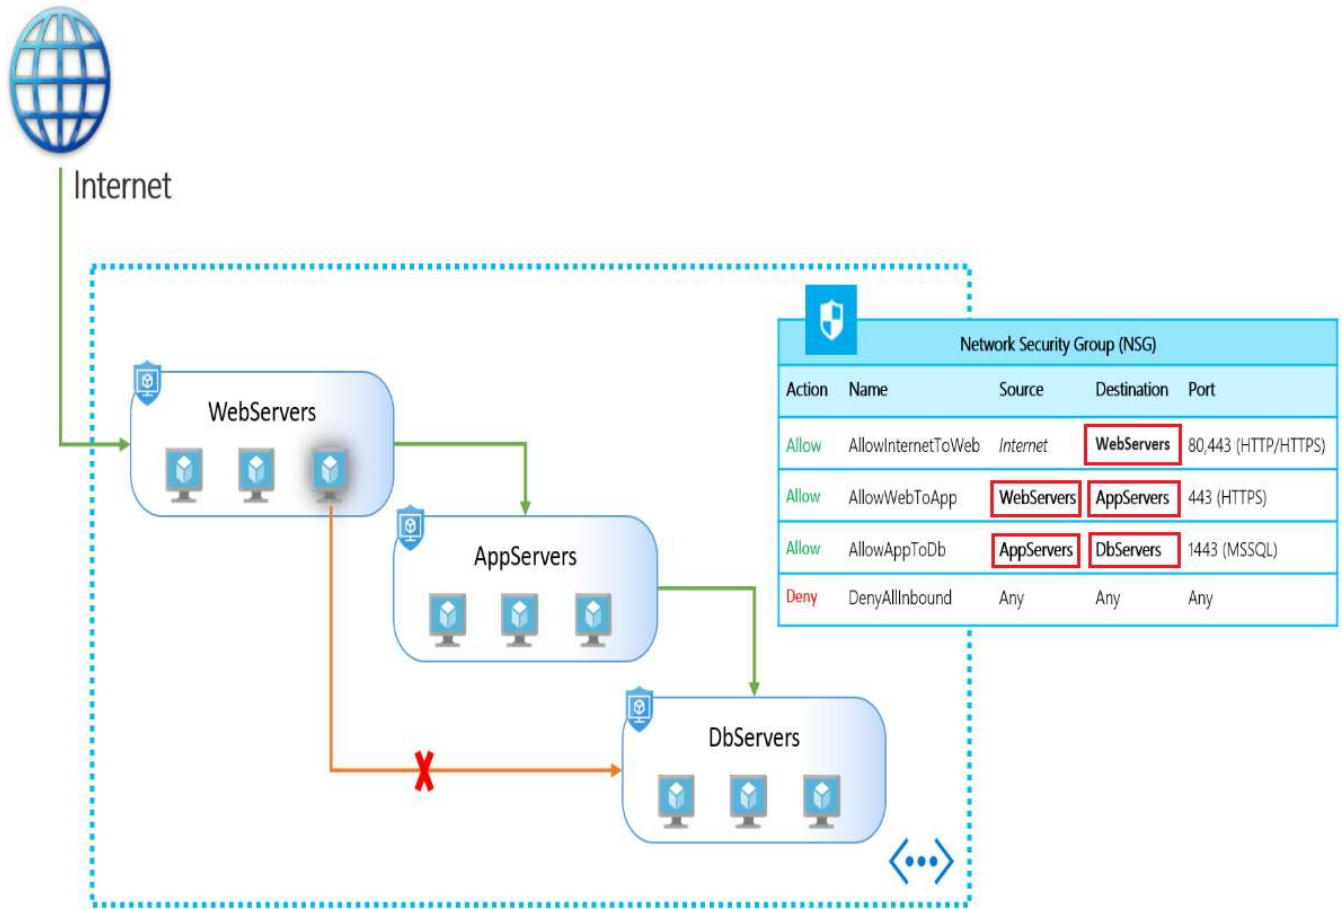 Internet
WebServers
AppServers
DbServers
Network Security Group (NSG)
Action Name Source Destination Port
Allow AllowInternetToWeb Internet WebServers 80,443 (HTTP/HTTPS)
Allow AllowWebToApp WebServers AppServers 443 (HTTPS)
Allow AllowAppToDb AppServers DbServers 1443 (MSSQL)
Deny DenyAllInbound Any Any Any